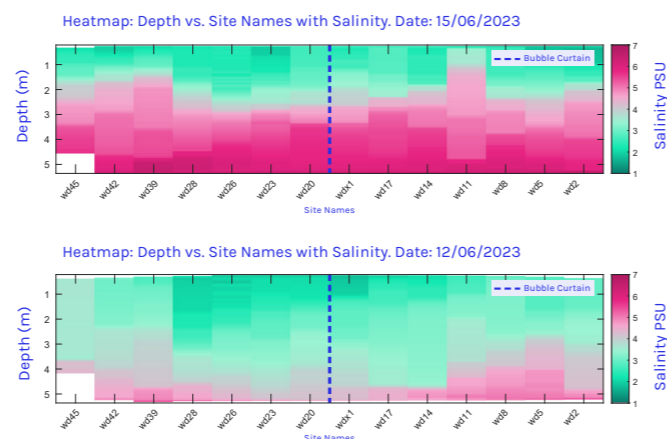 Heatmap: Depth vs. Site Names with Salinity. Date: 15/06/2023
Bubble Curtain
Depth (m)
1
2
3
4
5
wd45 wd42 wd39 wd28 wd26 wd23 wd20 wdx1 wd17 wd14 wd11 wd8 wd5 wd2
Site Names
7
6
5
4
3
2
1
Salinity PSU
Heatmap: Depth vs. Site Names with Salinity. Date: 12/06/2023
Bubble Curtain
Depth (m)
1
2
3
4
5
wd45 wd42 wd39 wd28 wd26 wd23 wd20 wdx1 wd17 wd14 wd11 wd8 wd5 wd2
Site Names
7
6
5
4
3
2
1
Salinity PSU